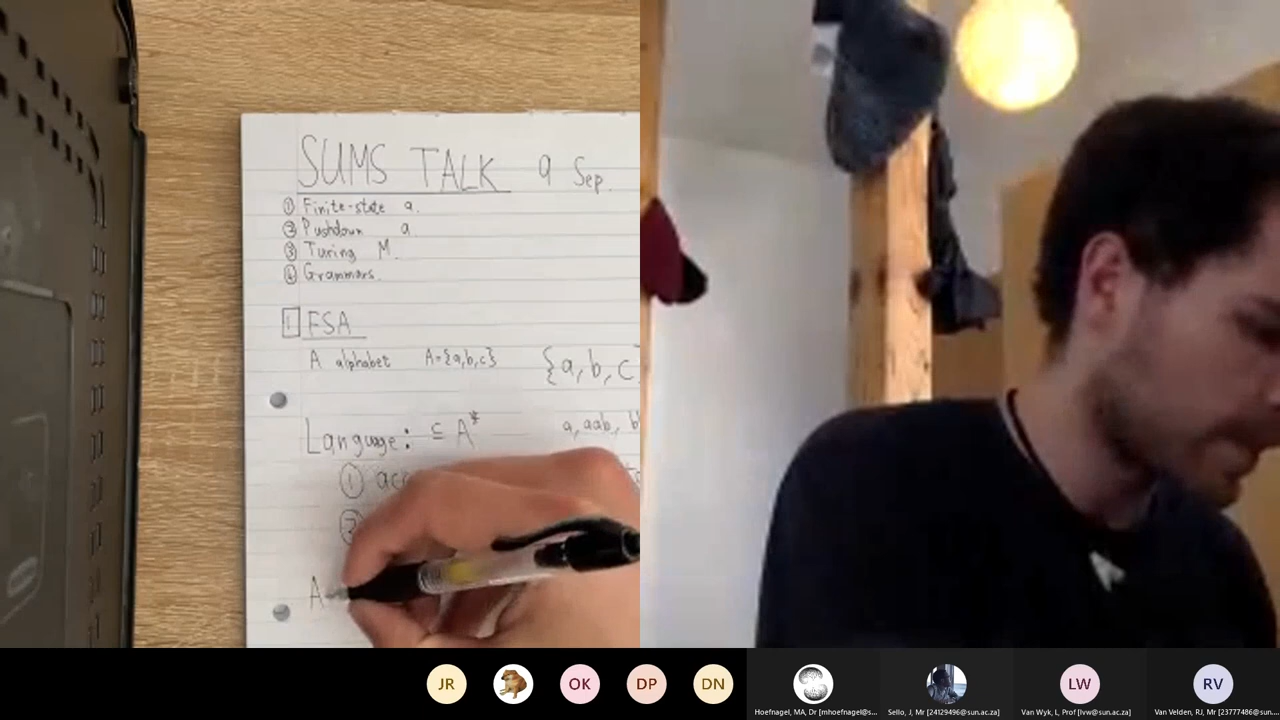 SUMS TALK 9 Sep.
① Finite-state a.
② Pushdown a
③ Turing M.
④ Grammars.
1 FSA
A alphabet A={a,b,c} {a,b,c
Language: ⊆ A*
a, aab, b
① acc
②
A
JR
OK
DP
DN
LW
RV
Hoefnagel, MA, Dr [mhoefnagel@s...
Sello, J, Mr [24129496@sun.ac.za]
Van Wyk, L, Prof [lvw@sun.ac.za]
Van Velden, RJ, Mr [23777486@sun....